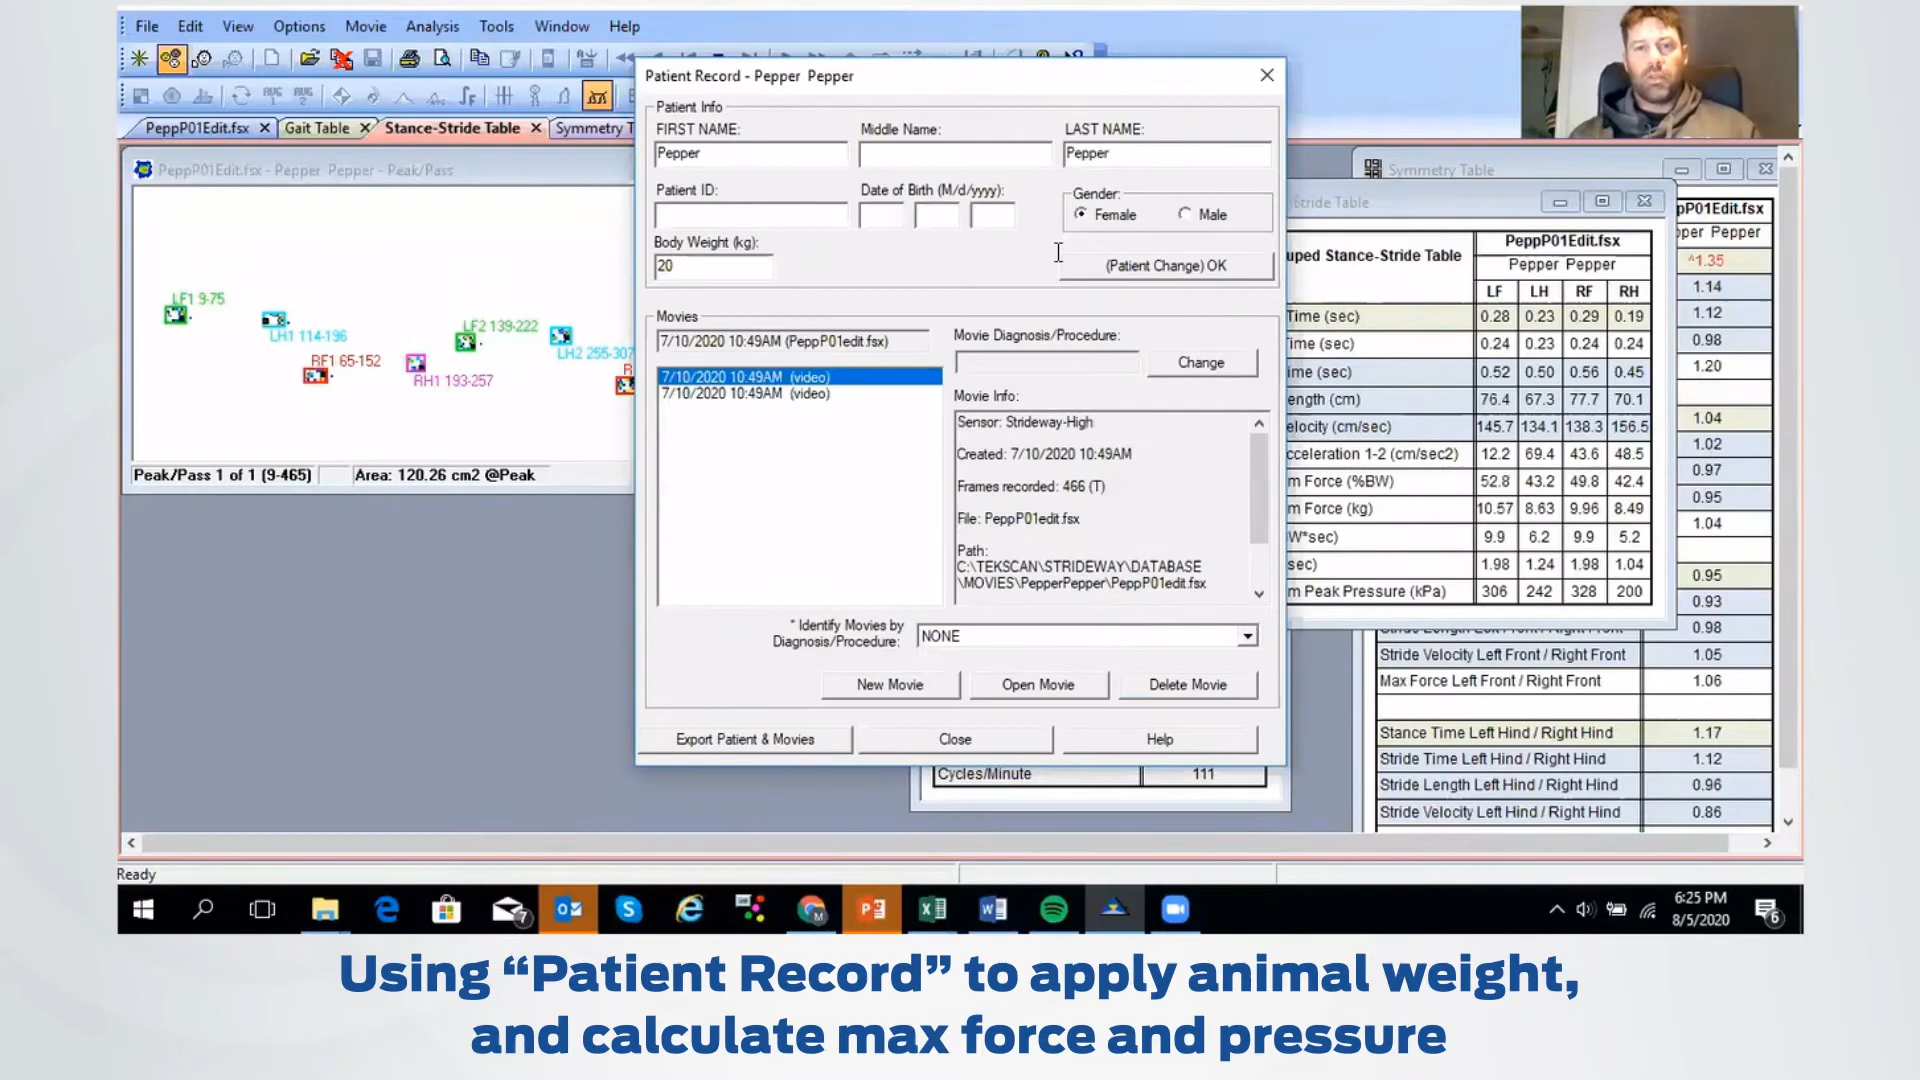 File Edit View Options Movie Analysis Tools Window Help
PeppP01Edit.fsx Gait Table Stance-Stride Table Symmetry T
PeppP01Edit.fsx - Pepper Pepper - Peak/Pass
LF1 9-75
LH1 114-196
RF1 65-152
RH1 193-257
LF2 139-222
LH2 255-307
R
Peak/Pass 1 of 1 (9-465) Area: 120.26 cm2 @Peak
Patient Record - Pepper Pepper
Patient Info
FIRST NAME: Middle Name: LAST NAME:
Pepper Pepper
Patient ID: Date of Birth (M/d/yyyy): Gender:
Female Male
Body Weight (kg):
20 (Patient Change) OK
Movies
7/10/2020 10:49AM (PeppP01edit.fsx)
7/10/2020 10:49AM (video)
7/10/2020 10:49AM (video)
Movie Diagnosis/Procedure:
Change
Movie Info:
Sensor: Strideway-High
Created: 7/10/2020 10:49AM
Frames recorded: 466 (T)
File: PeppP01edit.fsx
Path:
C:\TEKSCAN\STRIDEWAY\DATABASE
\MOVIES\PepperPepper\PeppP01edit.fsx
* Identify Movies by
Diagnosis/Procedure: NONE
New Movie Open Movie Delete Movie
Export Patient & Movies Close Help
Cycles/Minute 111
Stride Table
uped Stance-Stride Table PeppP01Edit.fsx
Pepper Pepper
LF LH RF RH
Time (sec) 0.28 0.23 0.29 0.19
ime (sec) 0.24 0.23 0.24 0.24
ime (sec) 0.52 0.50 0.56 0.45
ength (cm) 76.4 67.3 77.7 70.1
elocity (cm/sec) 145.7 134.1 138.3 156.5
cceleration 1-2 (cm/sec2) 12.2 69.4 43.6 48.5
m Force (%BW) 52.8 43.2 49.8 42.4
m Force (kg) 10.57 8.63 9.96 8.49
W*sec) 9.9 6.2 9.9 5.2
sec) 1.98 1.24 1.98 1.04
m Peak Pressure (kPa) 306 242 328 200
Symmetry Table
pP01Edit.fsx
per Pepper
^1.35
1.14
1.12
0.98
1.20
1.04
1.02
0.97
0.95
1.04
0.95
0.93
Stride Length Left Front / Right Front 0.98
Stride Velocity Left Front / Right Front 1.05
Max Force Left Front / Right Front 1.06
Stance Time Left Hind / Right Hind 1.17
Stride Time Left Hind / Right Hind 1.12
Stride Length Left Hind / Right Hind 0.96
Stride Velocity Left Hind / Right Hind 0.86
Ready
6:25 PM
8/5/2020
Using “Patient Record” to apply animal weight,
and calculate max force and pressure